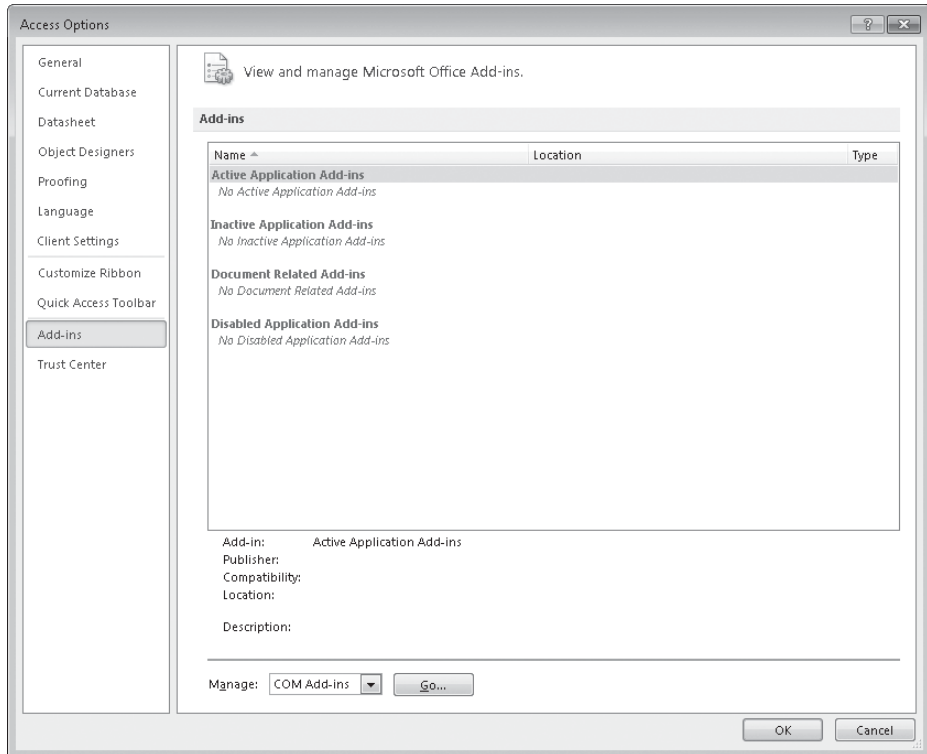 Access Options
General
Current Database
Datasheet
Object Designers
Proofing
Language
Client Settings
Customize Ribbon
Quick Access Toolbar
Add-ins
Trust Center
View and manage Microsoft Office Add-ins.
Add-ins
Name Location Type
Active Application Add-ins
No Active Application Add-ins
Inactive Application Add-ins
No Inactive Application Add-ins
Document Related Add-ins
No Document Related Add-ins
Disabled Application Add-ins
No Disabled Application Add-ins
Add-in: Active Application Add-ins
Publisher:
Compatibility:
Location:
Description:
Manage: COM Add-ins Go...
OK Cancel